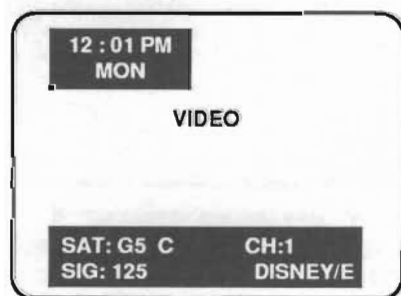 12 : 01 PM
MON
VIDEO
SAT: G5 C CH:1
SIG: 125 DISNEY/E